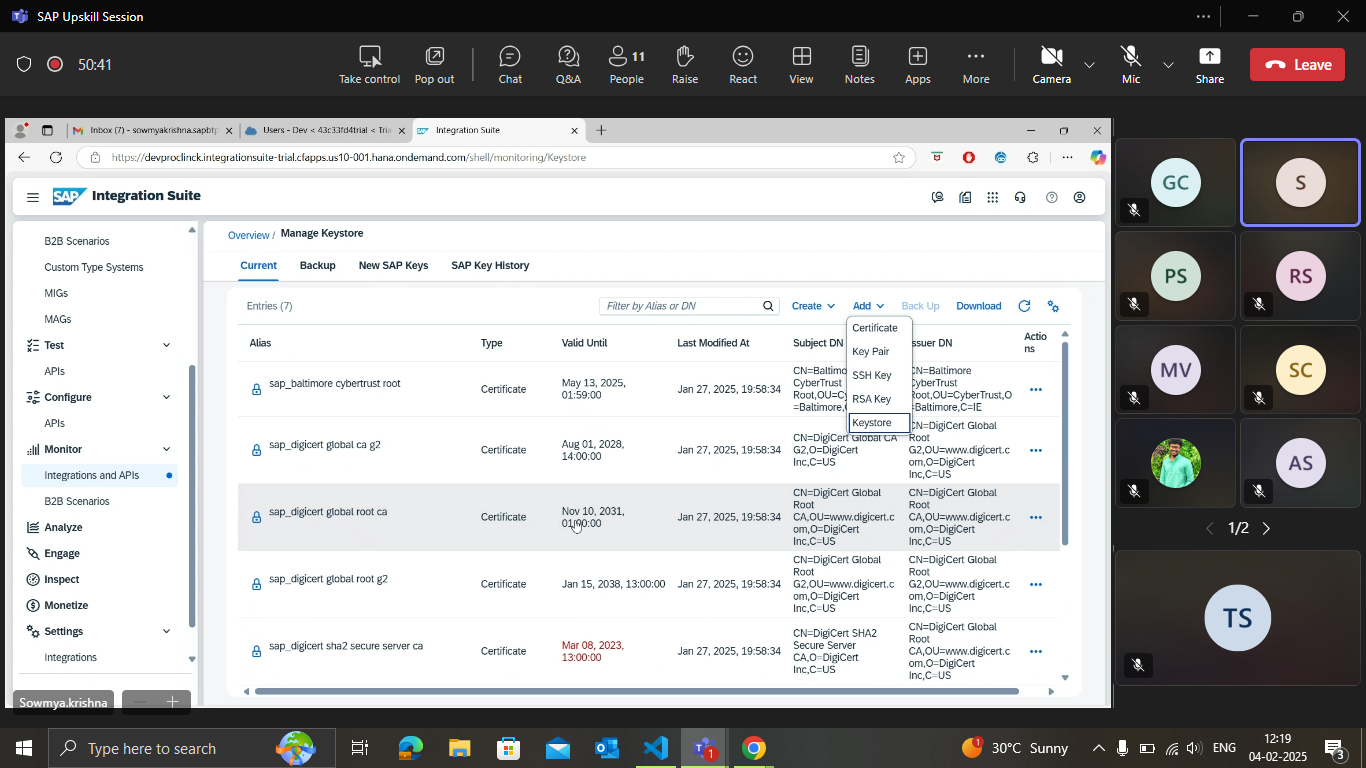 SAP Upskill Session
50:41
Take control
Pop out
Chat
Q&A
11
People
Raise
React
View
Notes
Apps
More
Camera
Mic
Share
Leave
Inbox (7) - sowmyakrishna.sapbtp
Users - Dev < 43c33fd4trial < Tria
Integration Suite
https://devproclinck.integrationsuite-trial.cfapps.us10-001.hana.ondemand.com/shell/monitoring/Keystore
SAP Integration Suite
B2B Scenarios
Custom Type Systems
MIGs
MAGs
Test
APIs
Configure
APIs
Monitor
Integrations and APIs
B2B Scenarios
Analyze
Engage
Inspect
Monetize
Settings
Integrations
Overview / Manage Keystore
Current Backup New SAP Keys SAP Key History
Entries (7)
Filter by Alias or DN
Create Add Back Up Download
Certificate
Key Pair
SSH Key
RSA Key
Keystore
Alias Type Valid Until Last Modified At Subject DN ssuer DN Actio
ns
sap_baltimore cybertrust root
Certificate
May 13, 2025,
01:59:00
Jan 27, 2025, 19:58:34
CN=Baltimo
CyberTrust
Root,OU=Cy
=Baltimore,
CN=Baltimore
CyberTrust
Root,OU=CyberTrust,O
=Baltimore,C=IE
sap_digicert global ca g2
Certificate
Aug 01, 2028,
14:00:00
Jan 27, 2025, 19:58:34
CN=DigiCert Global CA
G2,O=DigiCert
Inc,C=US
CN=DigiCert Global
Root
G2,OU=www.digicert.c
om,O=DigiCert
Inc,C=US
sap_digicert global root ca
Certificate
Nov 10, 2031,
01:00:00
Jan 27, 2025, 19:58:34
CN=DigiCert Global
Root
CA,OU=www.digicert.c
om,O=DigiCert
Inc,C=US
CN=DigiCert Global
Root
CA,OU=www.digicert.c
om,O=DigiCert
Inc,C=US
sap_digicert global root g2
Certificate
Jan 15, 2038, 13:00:00
Jan 27, 2025, 19:58:34
CN=DigiCert Global
Root
G2,OU=www.digicert.c
om,O=DigiCert
Inc,C=US
CN=DigiCert Global
Root
G2,OU=www.digicert.c
om,O=DigiCert
Inc,C=US
sap_digicert sha2 secure server ca
Certificate
Mar 08, 2023,
13:00:00
Jan 27, 2025, 19:58:34
CN=DigiCert SHA2
Secure Server
CA,O=DigiCert
Inc,C=US
CN=DigiCert Global
Root
CA,OU=www.digicert.c
om,O=DigiCert
Inc,C=US
Sowmya.krishna
GC
S
PS
RS
MV
SC
AS
1/2
TS
Type here to search
1
30°C Sunny
ENG
12:19
04-02-2025
3